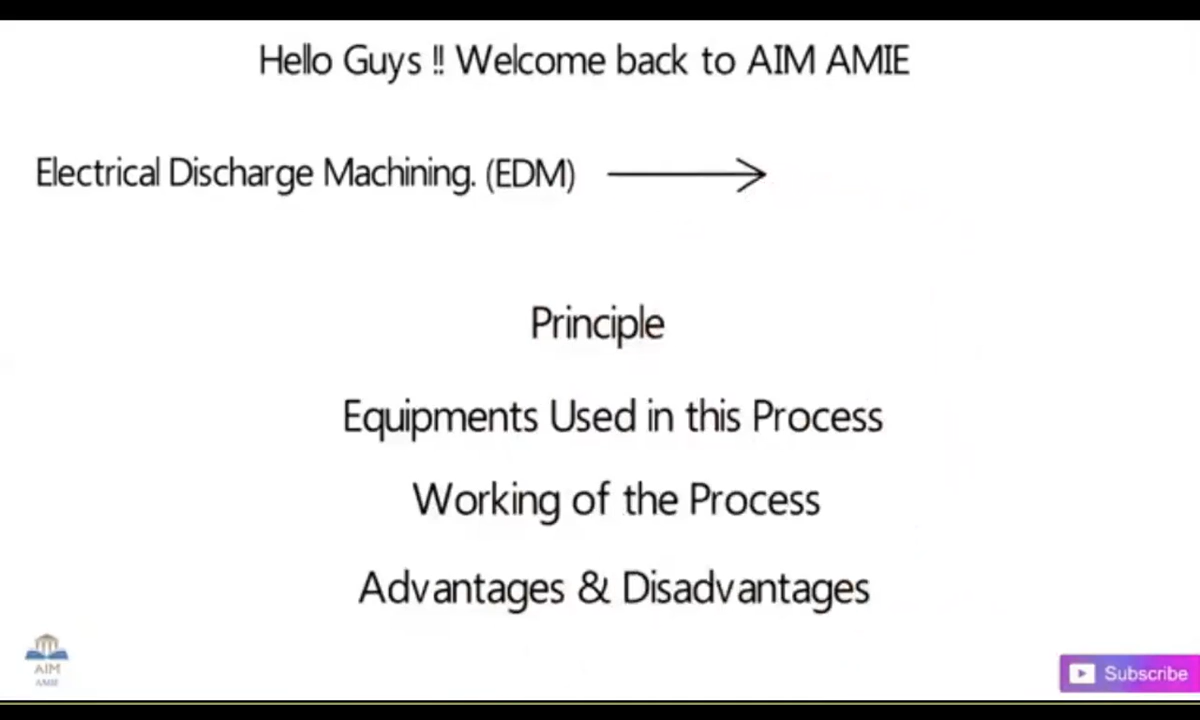 Hello Guys !! Welcome back to AIM AMIE
Electrical Discharge Machining. (EDM)
Principle
Equipments Used in this Process
Working of the Process
Advantages & Disadvantages
AIM
AMIE
Subscribe